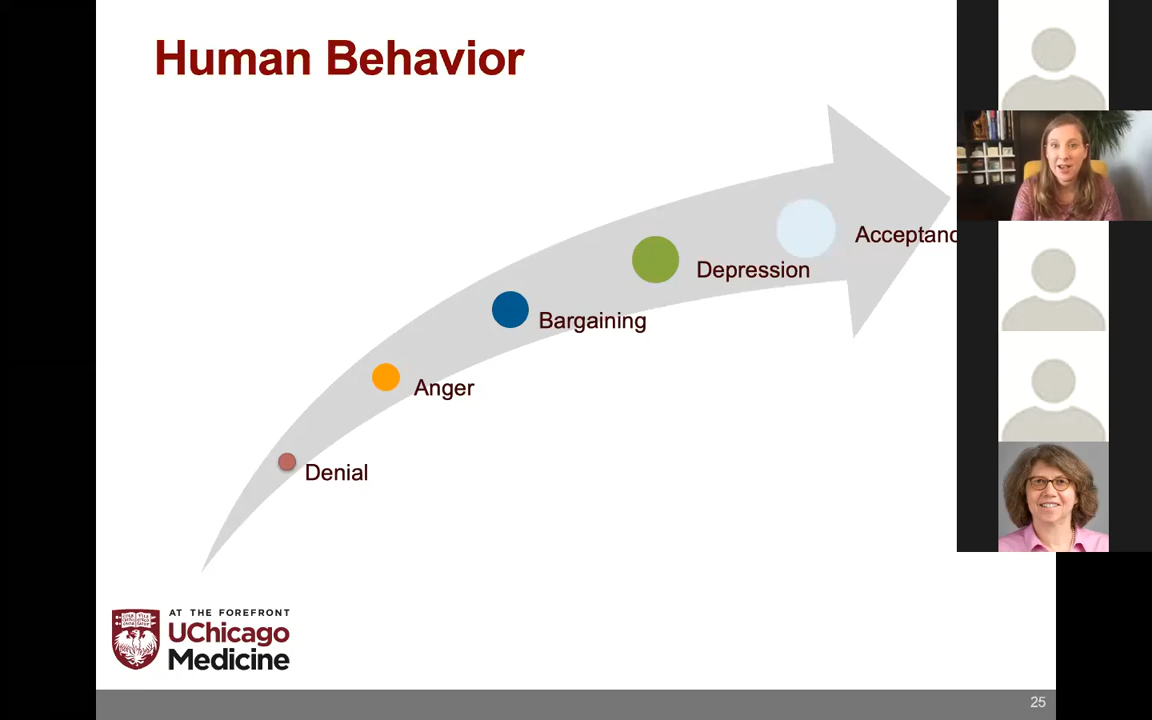 Human Behavior
Acceptanc
Depression
Bargaining
Anger
Denial
AT THE FOREFRONT
UChicago
Medicine
25